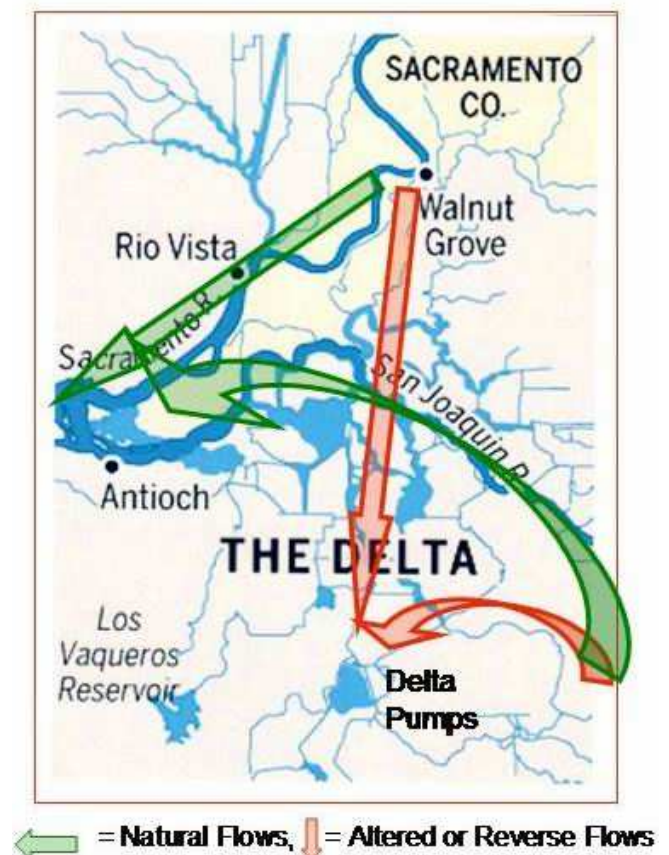 SACRAMENTO
CO.
Walnut
Grove
Rio Vista
Sacramento R.
San Joaquin R.
Antioch
THE DELTA
Los
Vaqueros
Reservoir
Delta
Pumps
= Natural Flows, = Altered or Reverse Flows